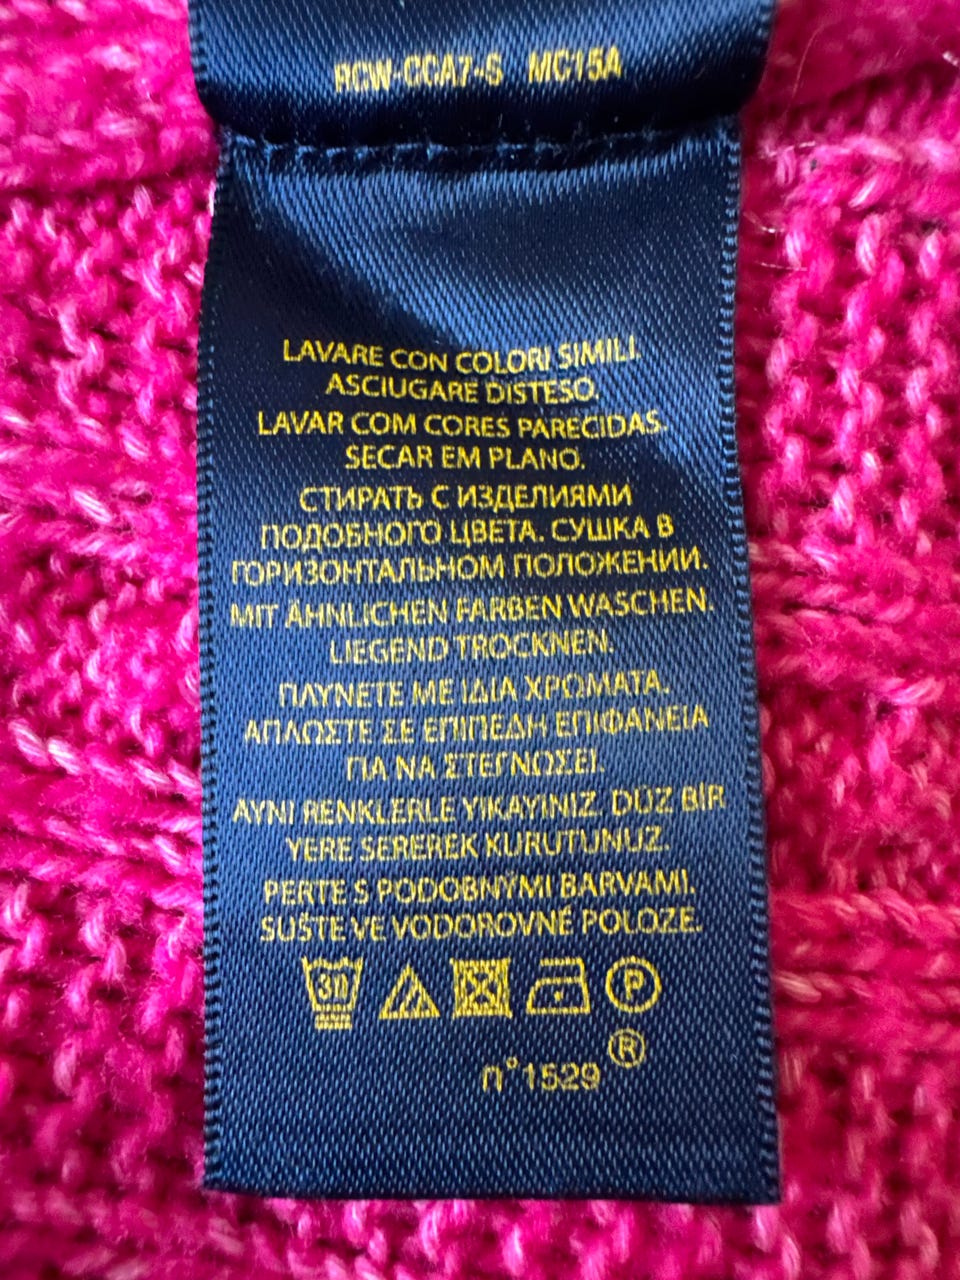 RCW-CCA7-S MC15A
LAVARE CON COLORI SIMILI.
ASCIUGARE DISTESO.
LAVAR COM CORES PARECIDAS.
SECAR EM PLANO.
СТИРАТЬ С ИЗДЕЛИЯМИ
ПОДОБНОГО ЦВЕТА. СУШКА В
ГОРИЗОНТАЛЬНОМ ПОЛОЖЕНИИ.
MIT ÄHNLICHEN FARBEN WASCHEN.
LIEGEND TROCKNEN.
ΠΛΥΝΕΤΕ ΜΕ ΙΔΙΑ ΧΡΩΜΑΤΑ.
ΑΠΛΩΣΤΕ ΣΕ ΕΠΙΠΕΔΗ ΕΠΙΦΑΝΕΙΑ
ΓΙΑ ΝΑ ΣΤΕΓΝΩΣΕΙ.
AYNI RENKLERLE YIKAYINIZ. DÜZ BİR
YERE SEREREK KURUTUNUZ.
PERTE S PODOBNÝMI BARVAMI.
SUŠTE VE VODOROVNÉ POLOZE.
30 P
n°1529 ®